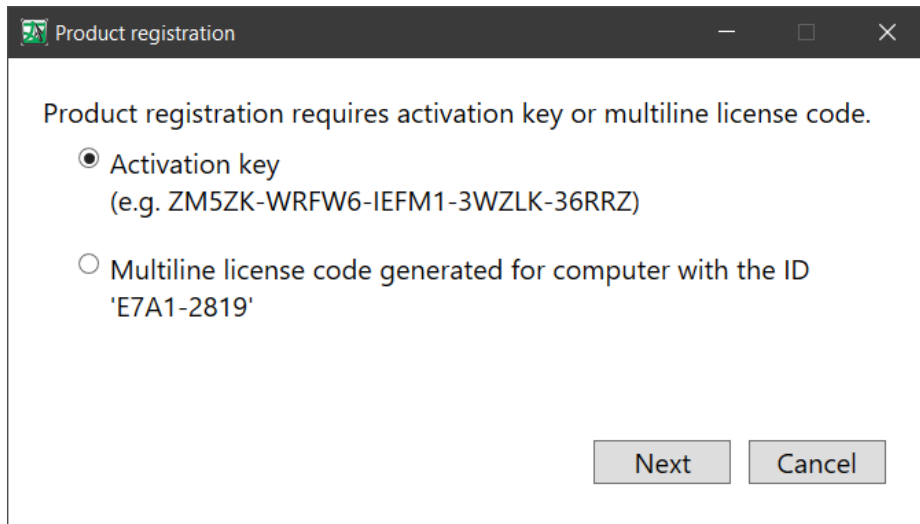 Product registration
Product registration requires activation key or multiline license code.
Activation key
(e.g. ZM5ZK-WRFW6-IEFM1-3WZLK-36RRZ)
Multiline license code generated for computer with the ID
'E7A1-2819'
Next Cancel